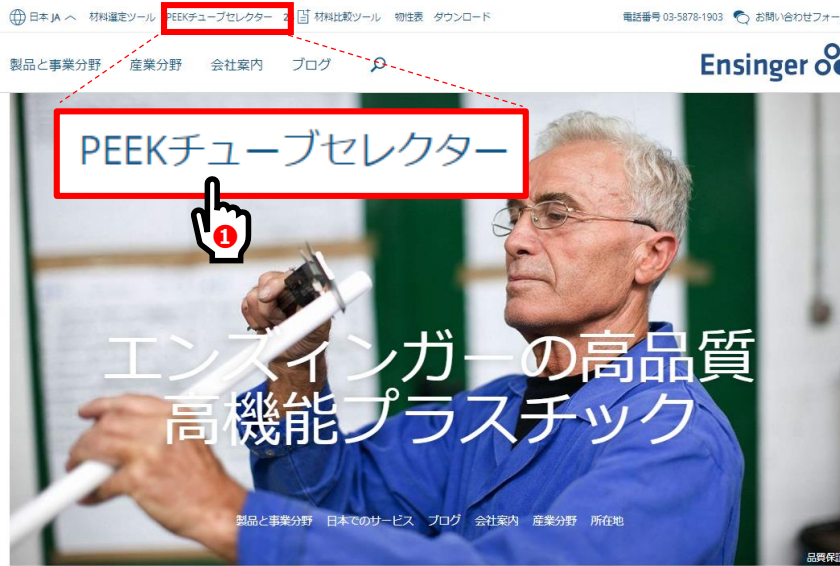 日本 JA へ 材料選定ツール PEEKチューブセレクター 2 材料比較ツール 物性表 ダウンロード 電話番号 03-5878-1903 お問い合わせフォー
製品と事業分野 産業分野 会社案内 ブログ
Ensinger
PEEKチューブセレクター
1
エンズィンガーの高品質
高機能プラスチック
製品と事業分野 日本でのサービス ブログ 会社案内 産業分野 所在地
品質保証